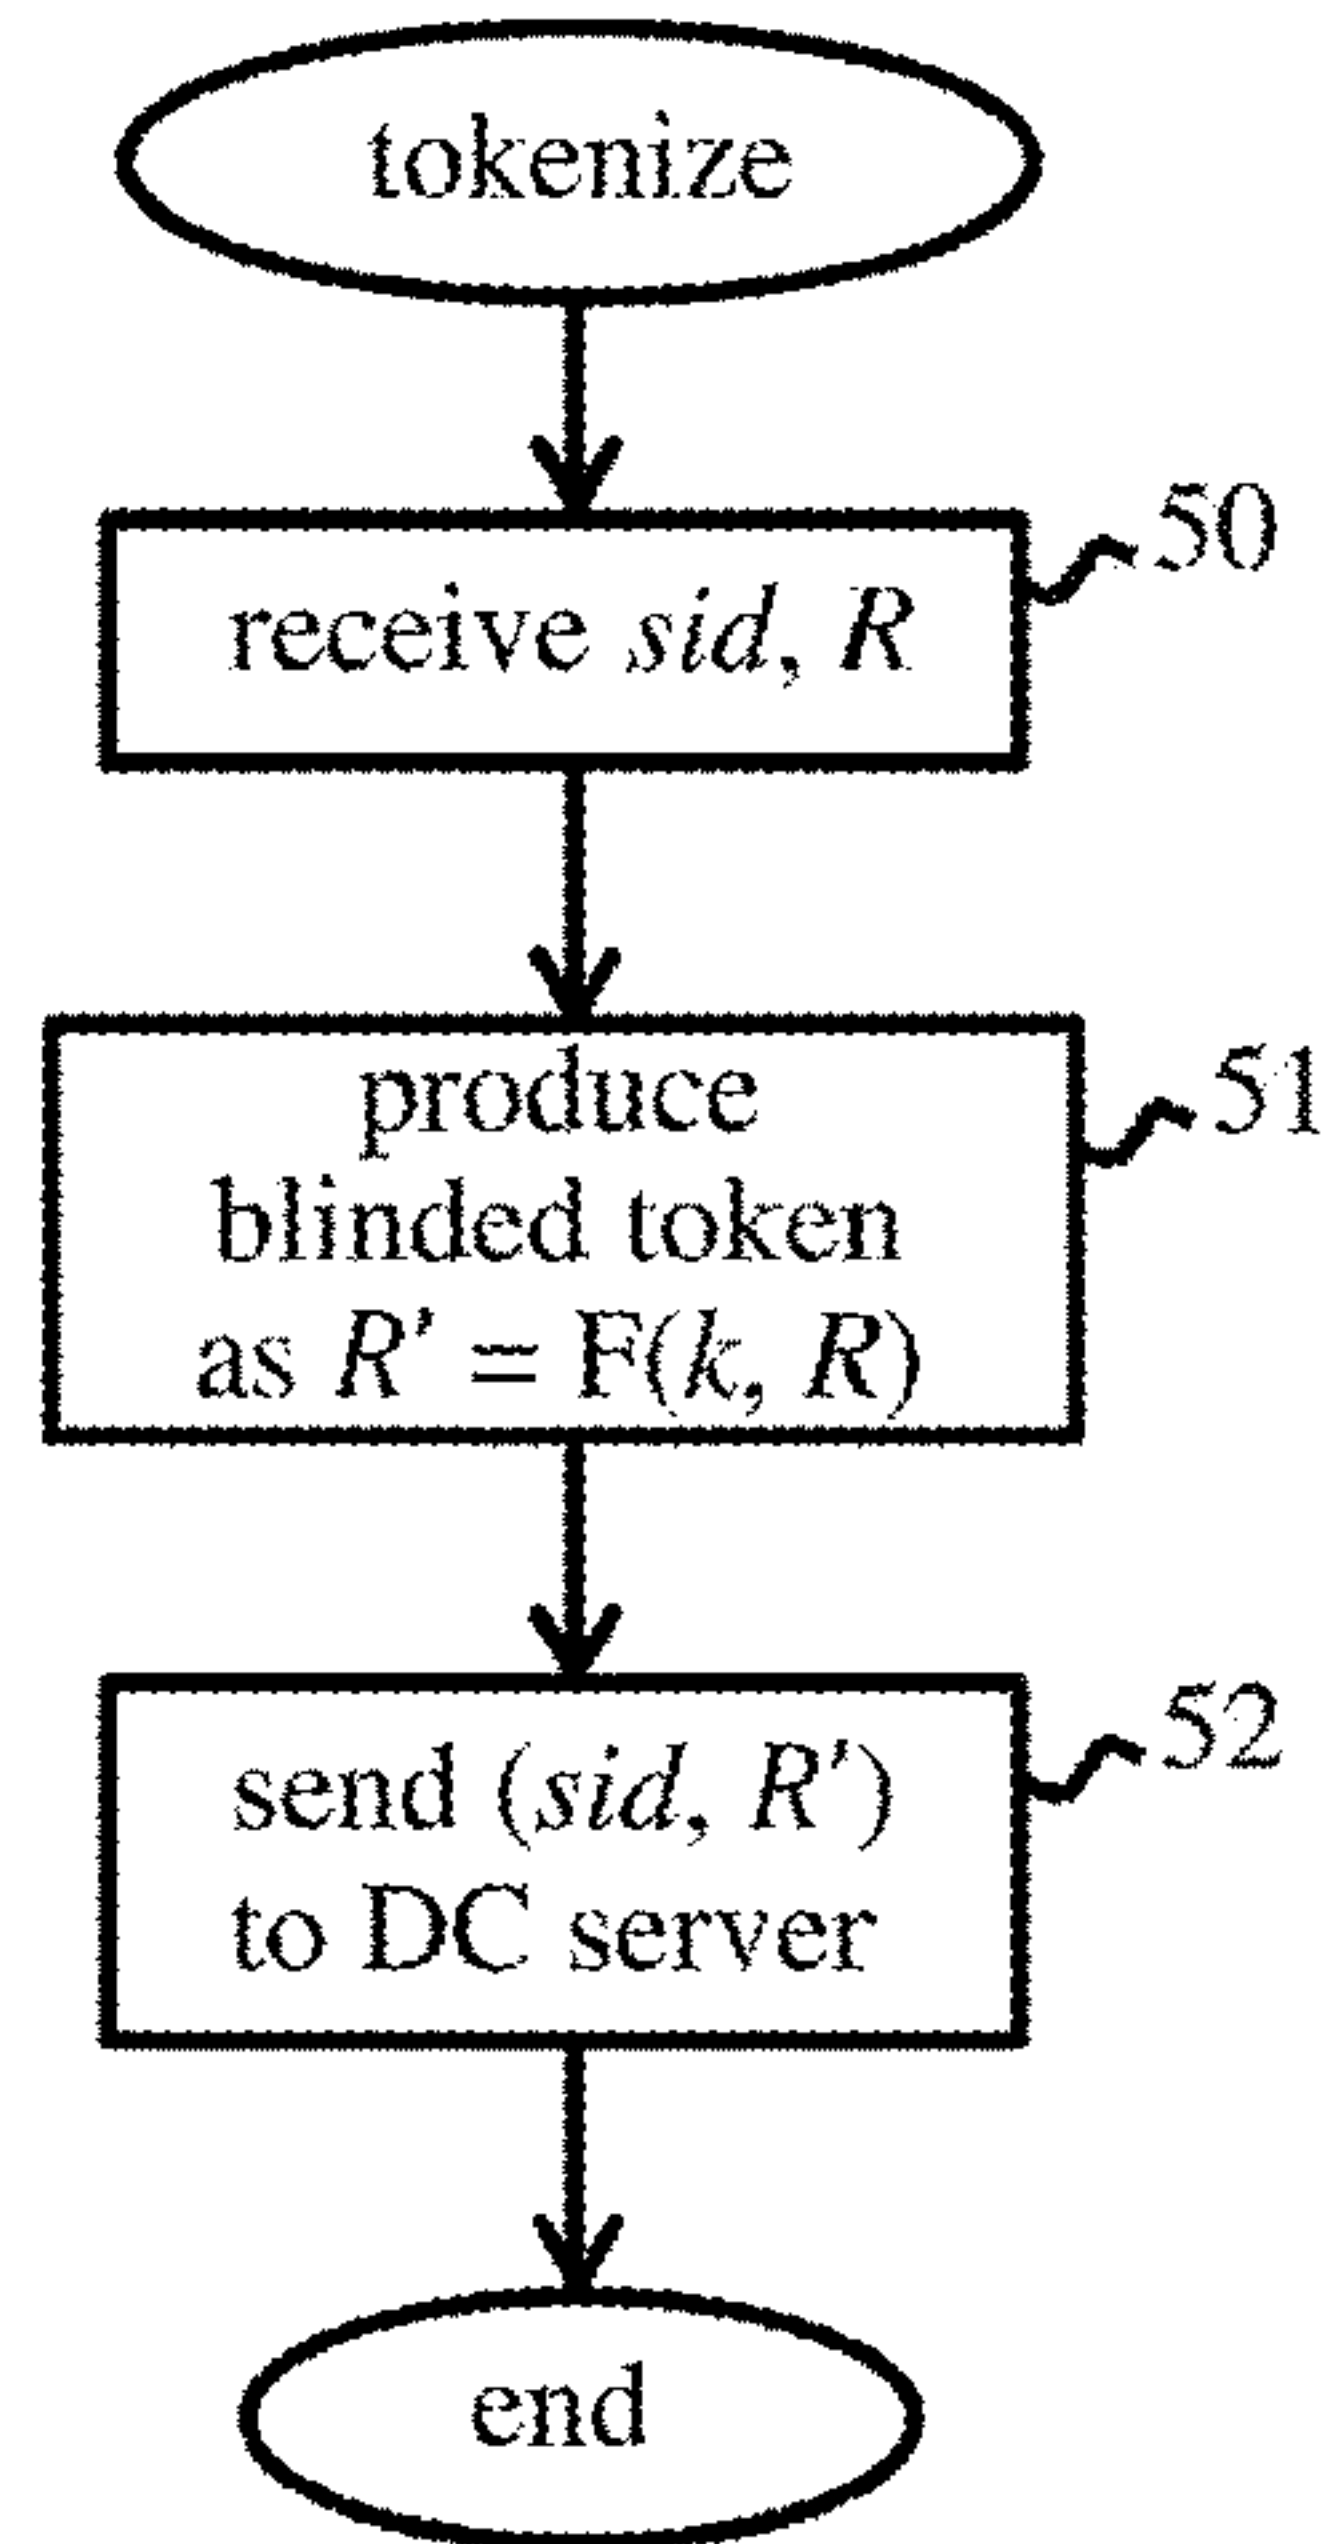 tokenize
receive sid, R
50
produce
blinded token
as R' = F(k, R)
51
send (sid, R')
to DC server
52
end